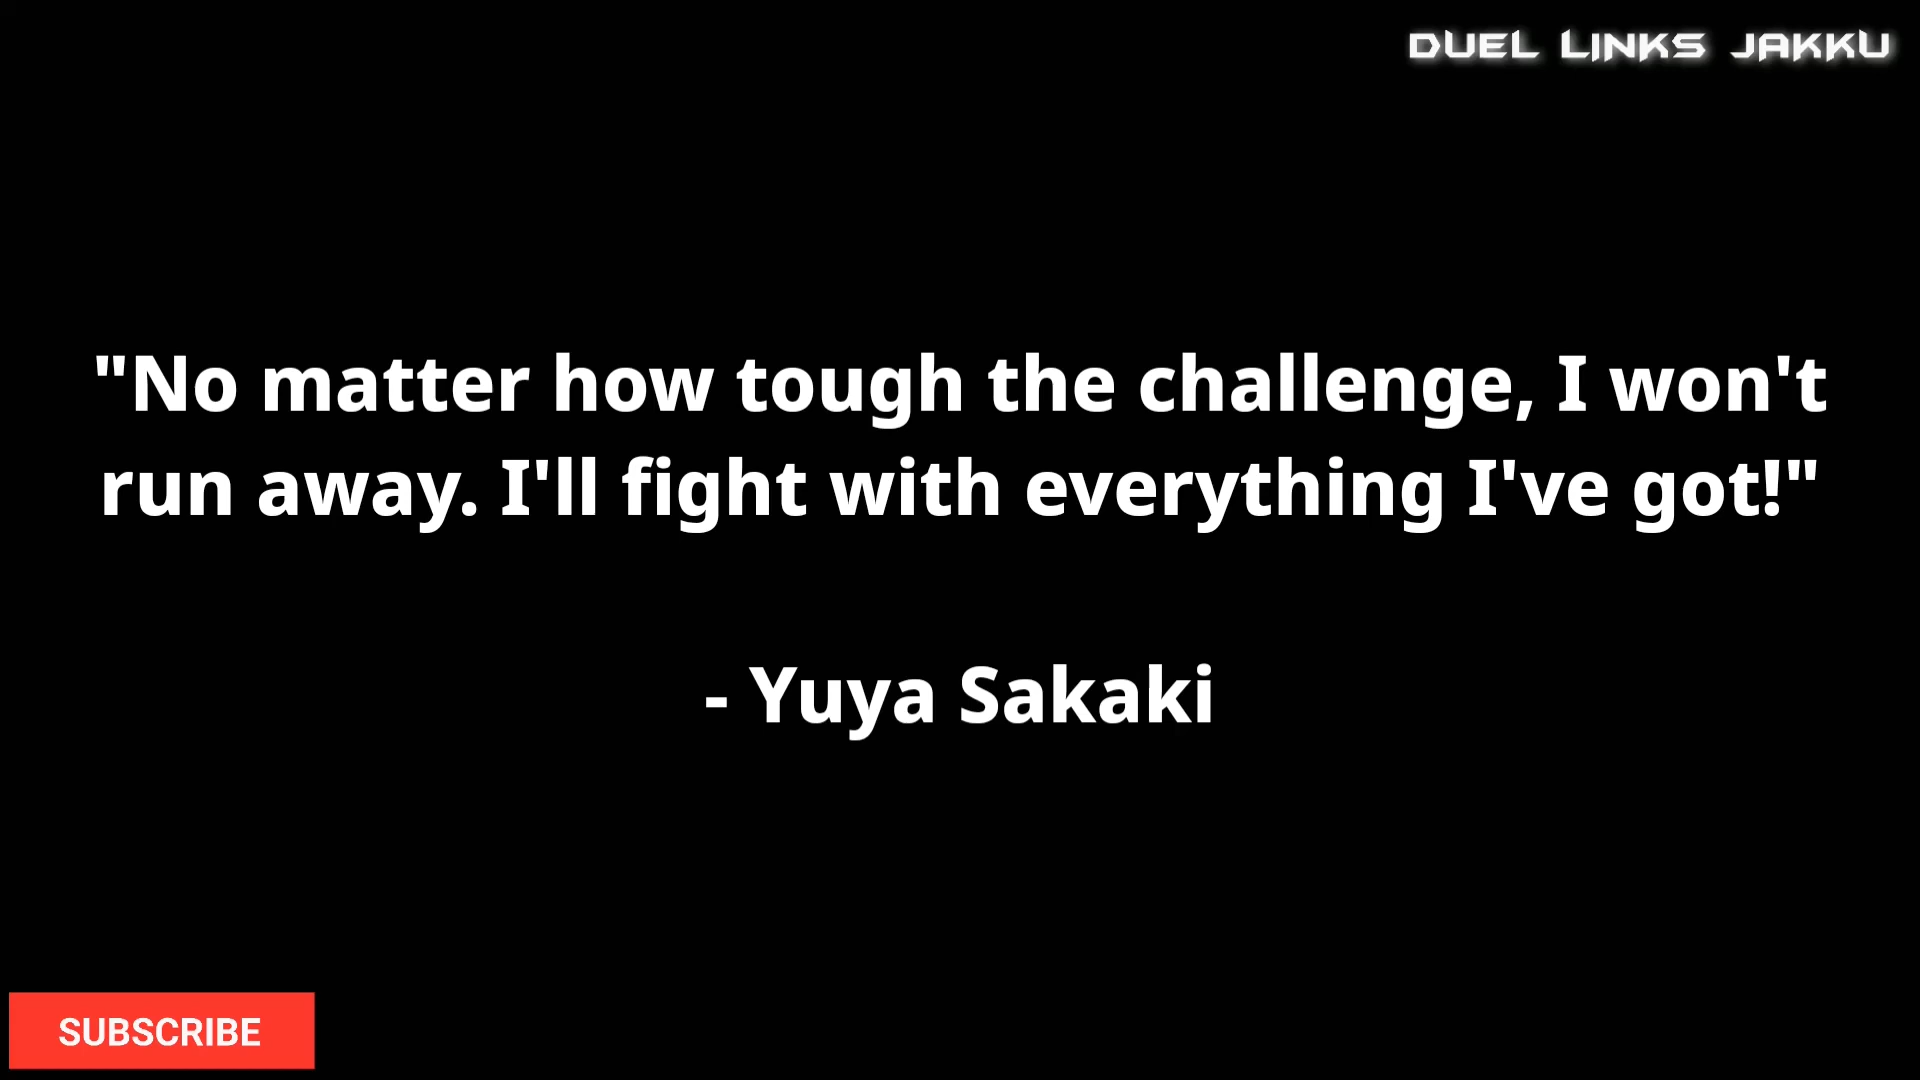 DUEL LINKS JAKKU
"No matter how tough the challenge, I won't
run away. I'll fight with everything I've got!"
- Yuya Sakaki
SUBSCRIBE